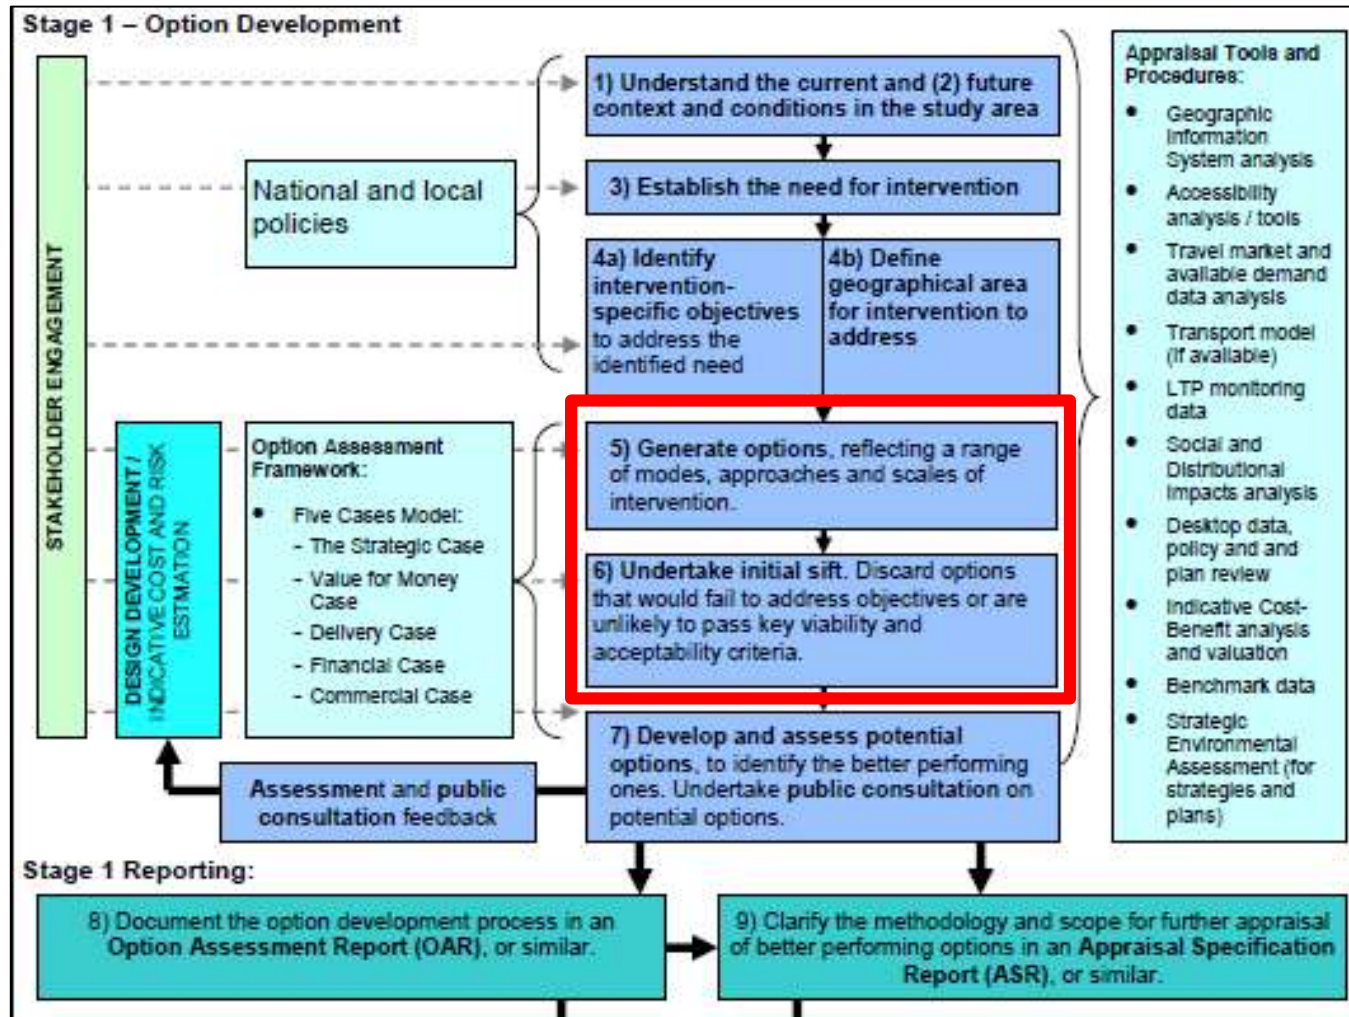 Stage 1 – Option Development
STAKEHOLDER ENGAGEMENT
National and local
policies
1) Understand the current and (2) future
context and conditions in the study area
3) Establish the need for intervention
4a) Identify
intervention-
specific objectives
to address the
identified need
4b) Define
geographical area
for intervention to
address
DESIGN DEVELOPMENT /
INDICATIVE COST AND RISK
ESTMATION
Option Assessment
Framework:
• Five Cases Model:
- The Strategic Case
- Value for Money
Case
- Delivery Case
- Financial Case
- Commercial Case
5) Generate options, reflecting a range
of modes, approaches and scales of
intervention.
6) Undertake initial sift. Discard options
that would fail to address objectives or are
unlikely to pass key viability and
acceptability criteria.
7) Develop and assess potential
options, to identify the better performing
ones. Undertake public consultation on
potential options.
Assessment and public
consultation feedback
Appraisal Tools and
Procedures:
• Geographic
Information
System analysis
• Accessibility
analysis / tools
• Travel market and
available demand
data analysis
• Transport model
(if available)
• LTP monitoring
data
• Social and
Distributional
Impacts analysis
• Desktop data,
policy and and
plan review
• Indicative Cost-
Benefit analysis
and valuation
• Benchmark data
• Strategic
Environmental
Assessment (for
strategies and
plans)
Stage 1 Reporting:
8) Document the option development process in an
Option Assessment Report (OAR), or similar.
9) Clarify the methodology and scope for further appraisal
of better performing options in an Appraisal Specification
Report (ASR), or similar.